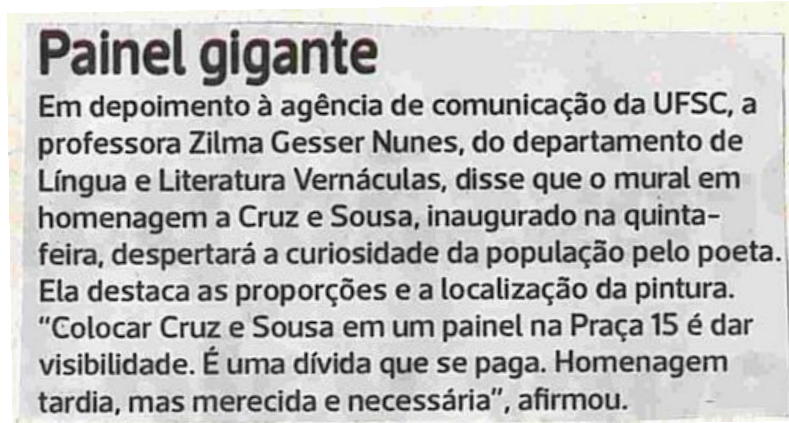 Painel gigante
Em depoimento à agência de comunicação da UFSC, a
professora Zilma Gesser Nunes, do departamento de
Língua e Literatura Vernáculas, disse que o mural em
homenagem a Cruz e Sousa, inaugurado na quinta-
feira, despertará a curiosidade da população pelo poeta.
Ela destaca as proporções e a localização da pintura.
“Colocar Cruz e Sousa em um painel na Praça 15 é dar
visibilidade. É uma dívida que se paga. Homenagem
tardia, mas merecida e necessária”, afirmou.